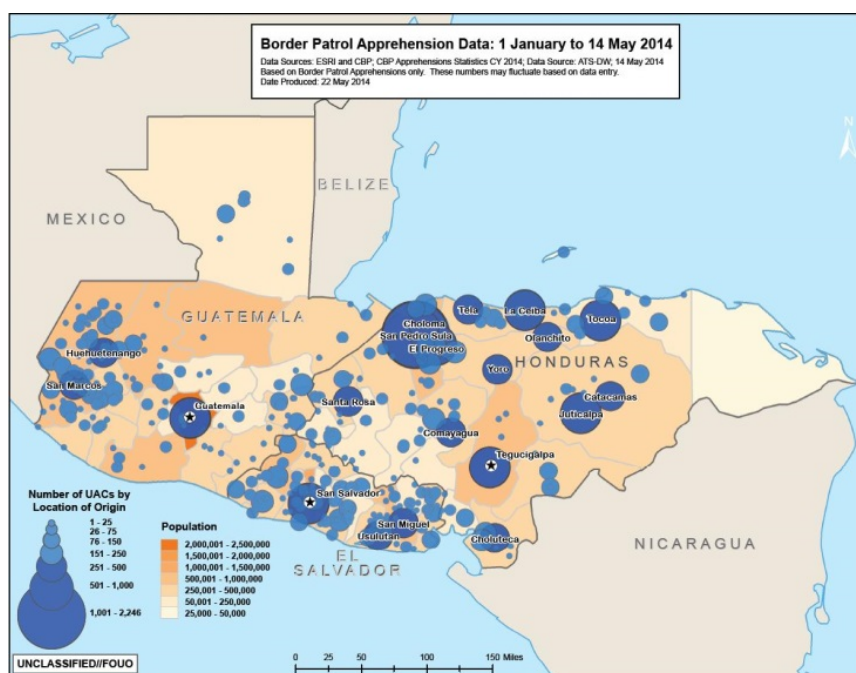 Border Patrol Apprehension Data: 1 January to 14 May 2014
Data Sources: ESRI and CBP; CBP Apprehensions Statistics CY 2014; Data Source: ATS-DW; 14 May 2014
Based on Border Patrol Apprehensions only. These numbers may fluctuate based on data entry.
Date Produced: 22 May 2014
N
BELIZE
MEXICO
GUATEMALA
Choloma
San Pedro Sula
El Progreso
Tela
La Ceiba
Tocoa
Olanchito
HONDURAS
Huehuetenango
Yoro
San Marcos
Catacamas
Santa Rosa
Guatemala
Juticalpa
Comayagua
Tegucigalpa
San Salvador
San Miguel
Usulutan
Choluteca
EL
SALVADOR
NICARAGUA
Number of UACs by
Location of Origin
1 - 25
26 - 75
76 - 150
151 - 250
251 - 500
501 - 1,000
1,001 - 2,246
Population
2,000,001 - 2,500,000
1,500,001 - 2,000,000
1,000,001 - 1,500,000
500,001 - 1,000,000
250,001 - 500,000
50,001 - 250,000
25,000 - 50,000
UNCLASSIFIED//FOUO
0 50 100 150 Miles